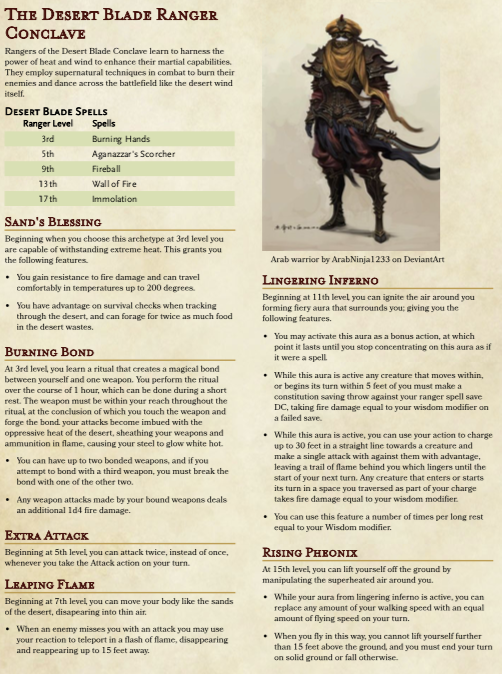 The Desert Blade Ranger
Conclave
Rangers of the Desert Blade Conclave learn to harness the
power of heat and wind to enhance their martial capabilities.
They employ supernatural techniques in combat to burn their
enemies and dance across the battlefield like the desert wind
itself.
Desert Blade Spells
Ranger Level Spells
3rd Burning Hands
5th Aganazzar's Scorcher
9th Fireball
13th Wall of Fire
17th Immolation
Sand's Blessing
Beginning when you choose this archetype at 3rd level you
are capable of withstanding extreme heat. This grants you
the following features.
• You gain resistance to fire damage and can travel
comfortably in temperatures up to 200 degrees.
• You have advantage on survival checks when tracking
through the desert, and can forage for twice as much food
in the desert wastes.
Burning Bond
At 3rd level, you learn a ritual that creates a magical bond
between yourself and one weapon. You perform the ritual
over the course of 1 hour, which can be done during a short
rest. The weapon must be within your reach throughout the
ritual, at the conclusion of which you touch the weapon and
forge the bond. your attacks become imbued with the
oppressive heat of the desert, sheathing your weapons and
ammunition in flame, causing your steel to glow white hot.
• You can have up to two bonded weapons, and if you
attempt to bond with a third weapon, you must break the
bond with one of the other two.
• Any weapon attacks made by your bound weapons deals
an additional 1d4 fire damage.
Extra Attack
Beginning at 5th level, you can attack twice, instead of once,
whenever you take the Attack action on your turn.
Leaping Flame
Beginning at 7th level, you can move your body like the sands
of the desert, disapearing into thin air.
• When an enemy misses you with an attack you may use
your reaction to teleport in a flash of flame, disappearing
and reappearing up to 15 feet away.
Arab warrior by ArabNinja1233 on DeviantArt
Lingering Inferno
Beginning at 11th level, you can ignite the air around you
forming fiery aura that surrounds you; giving you the
following features.
• You may activate this aura as a bonus action, at which
point it lasts until you stop concentrating on this aura as if
it were a spell.
• While this aura is active any creature that moves within,
or begins its turn within 5 feet of you must make a
constitution saving throw against your ranger spell save
DC, taking fire damage equal to your wisdom modifier on
a failed save.
• While this aura is active, you can use your action to charge
up to 30 feet in a straight line towards a creature and
make a single attack with against them with advantage,
leaving a trail of flame behind you which lingers until the
start of your next turn. Any creature that enters or starts
its turn in a space you traversed as part of your charge
takes fire damage equal to your wisdom modifier.
• You can use this feature a number of times per long rest
equal to your Wisdom modifier.
Rising Pheonix
At 15th level, you can lift yourself off the ground by
manipulating the superheated air around you.
• While your aura from lingering inferno is active, you can
replace any amount of your walking speed with an equal
amount of flying speed on your turn.
• When you fly in this way, you cannot lift yourself further
than 15 feet above the ground, and you must end your turn
on solid ground or fall otherwise.